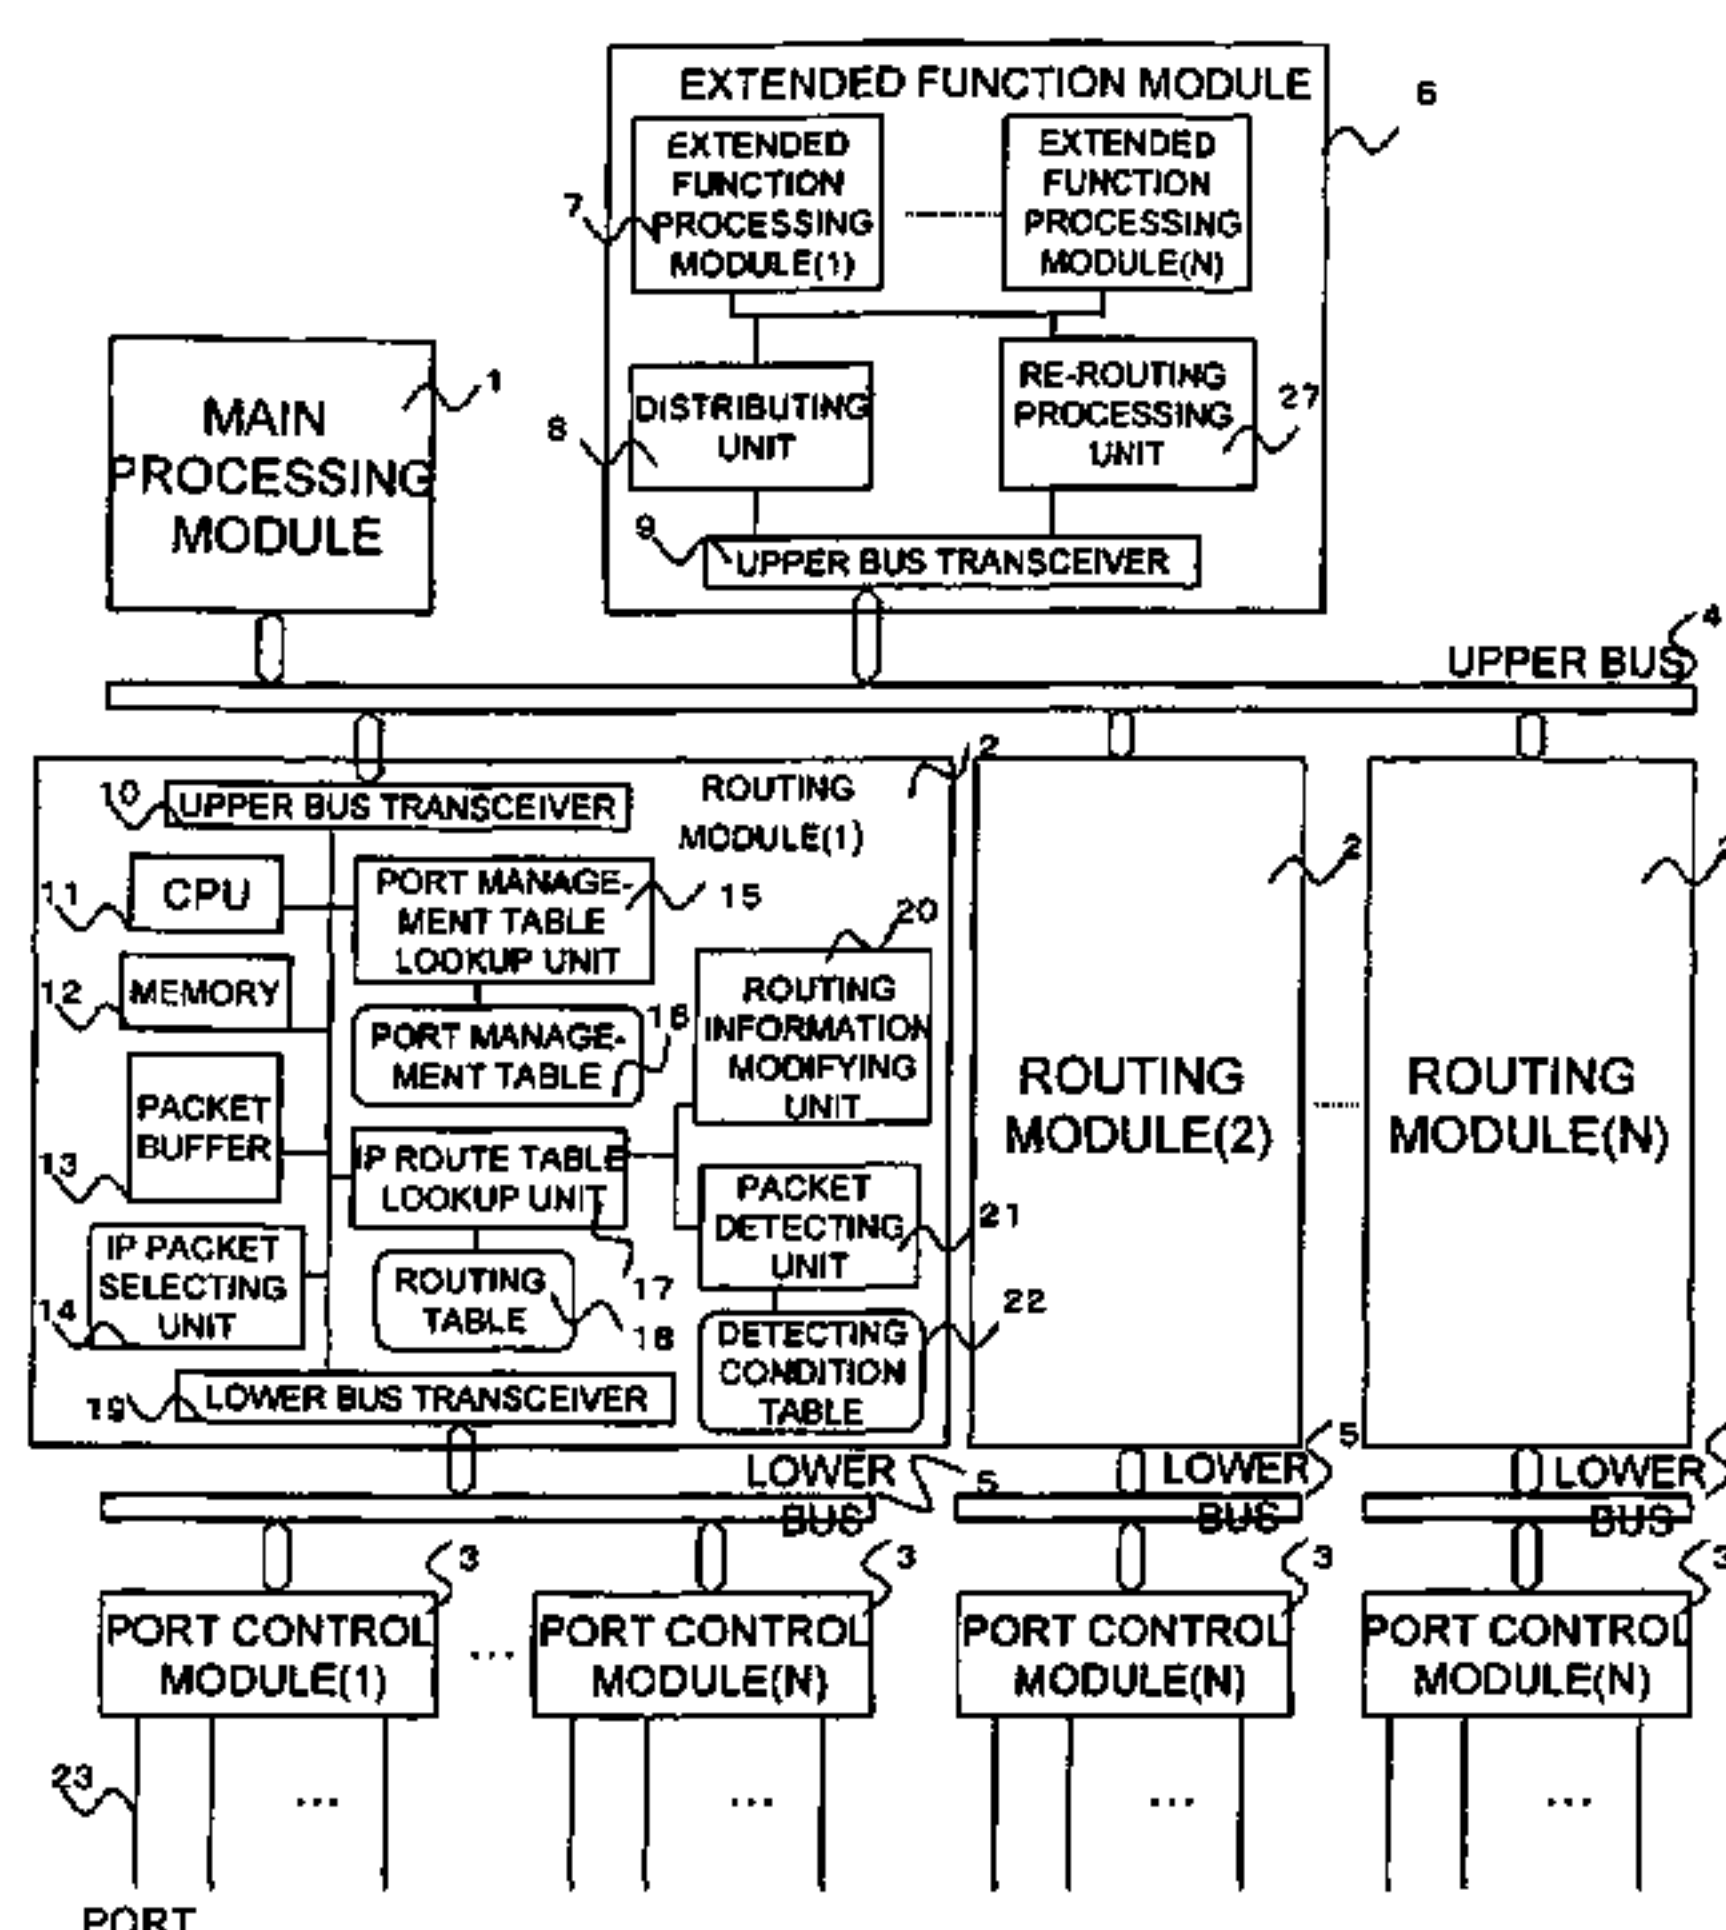 EXTENDED FUNCTION MODULE
6
EXTENDED
FUNCTION
PROCESSING
MODULE(1)
7
EXTENDED
FUNCTION
PROCESSING
MODULE(N)
MAIN
PROCESSING
MODULE
1
DISTRIBUTING
UNIT
8
RE-ROUTING
PROCESSING
UNIT
27
9
UPPER BUS TRANSCEIVER
4
UPPER BUS
ROUTING
MODULE(1)
2
10
UPPER BUS TRANSCEIVER
11
CPU
PORT MANAGE-
MENT TABLE
LOOKUP UNIT
15
12
MEMORY
PORT MANAGE-
MENT TABLE
16
20
ROUTING
INFORMATION
MODIFYING
UNIT
13
PACKET
BUFFER
IP ROUTE TABLE
LOOKUP UNIT
17
PACKET
DETECTING
UNIT
21
14
IP PACKET
SELECTING
UNIT
ROUTING
TABLE
18
22
DETECTING
CONDITION
TABLE
19
LOWER BUS TRANSCEIVER
2
ROUTING
MODULE(2)
ROUTING
MODULE(N)
LOWER
BUS
5
LOWER
BUS
5
LOWER
BUS
3
PORT CONTROL
MODULE(1)
...
3
PORT CONTROL
MODULE(N)
3
PORT CONTROL
MODULE(N)
3
PORT CONTROL
MODULE(N)
23
...
...
...
...
PORT